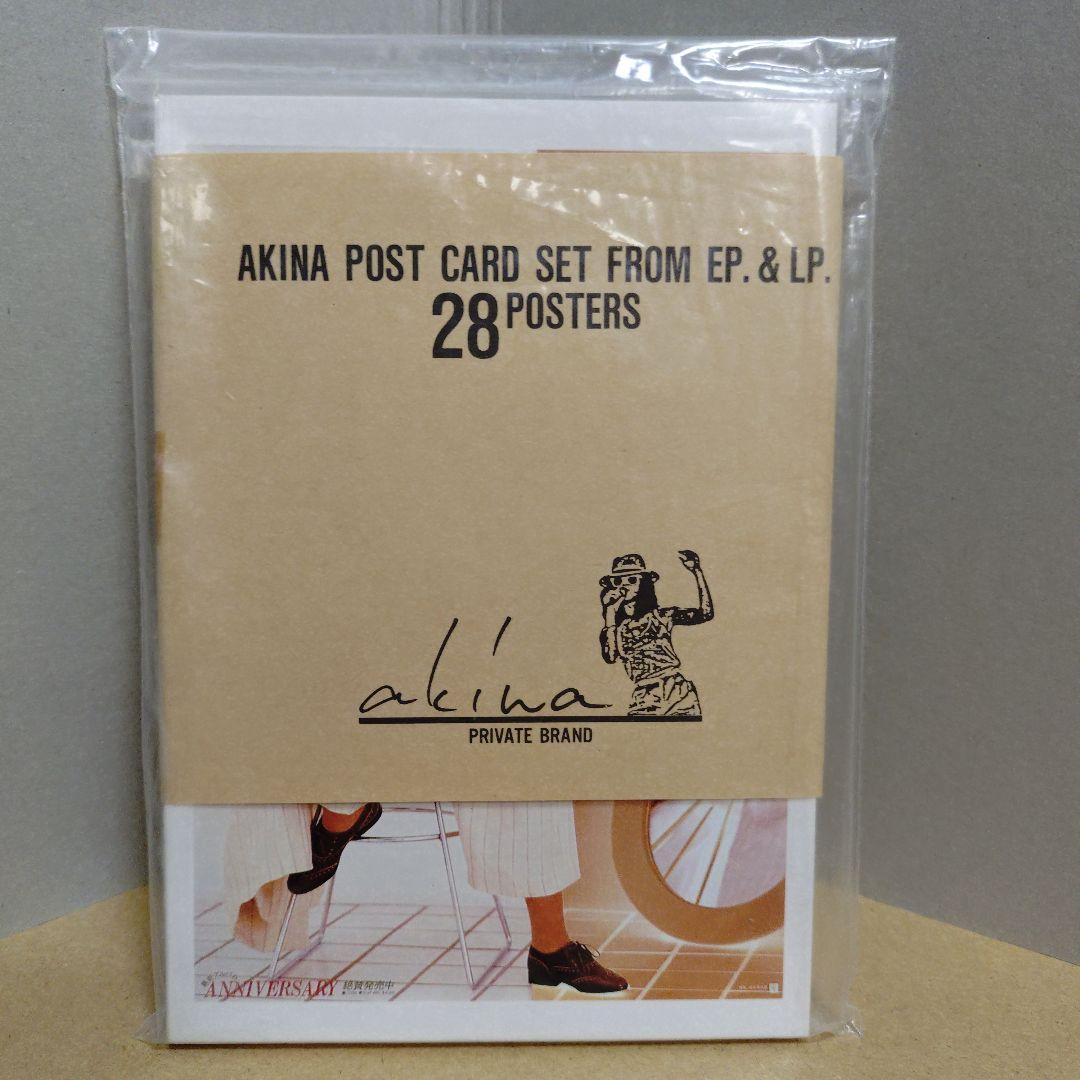 AKINA POST CARD SET FROM EP. & LP.
28 POSTERS
akina
PRIVATE BRAND
ANNIVERSARY 絶賛発売中